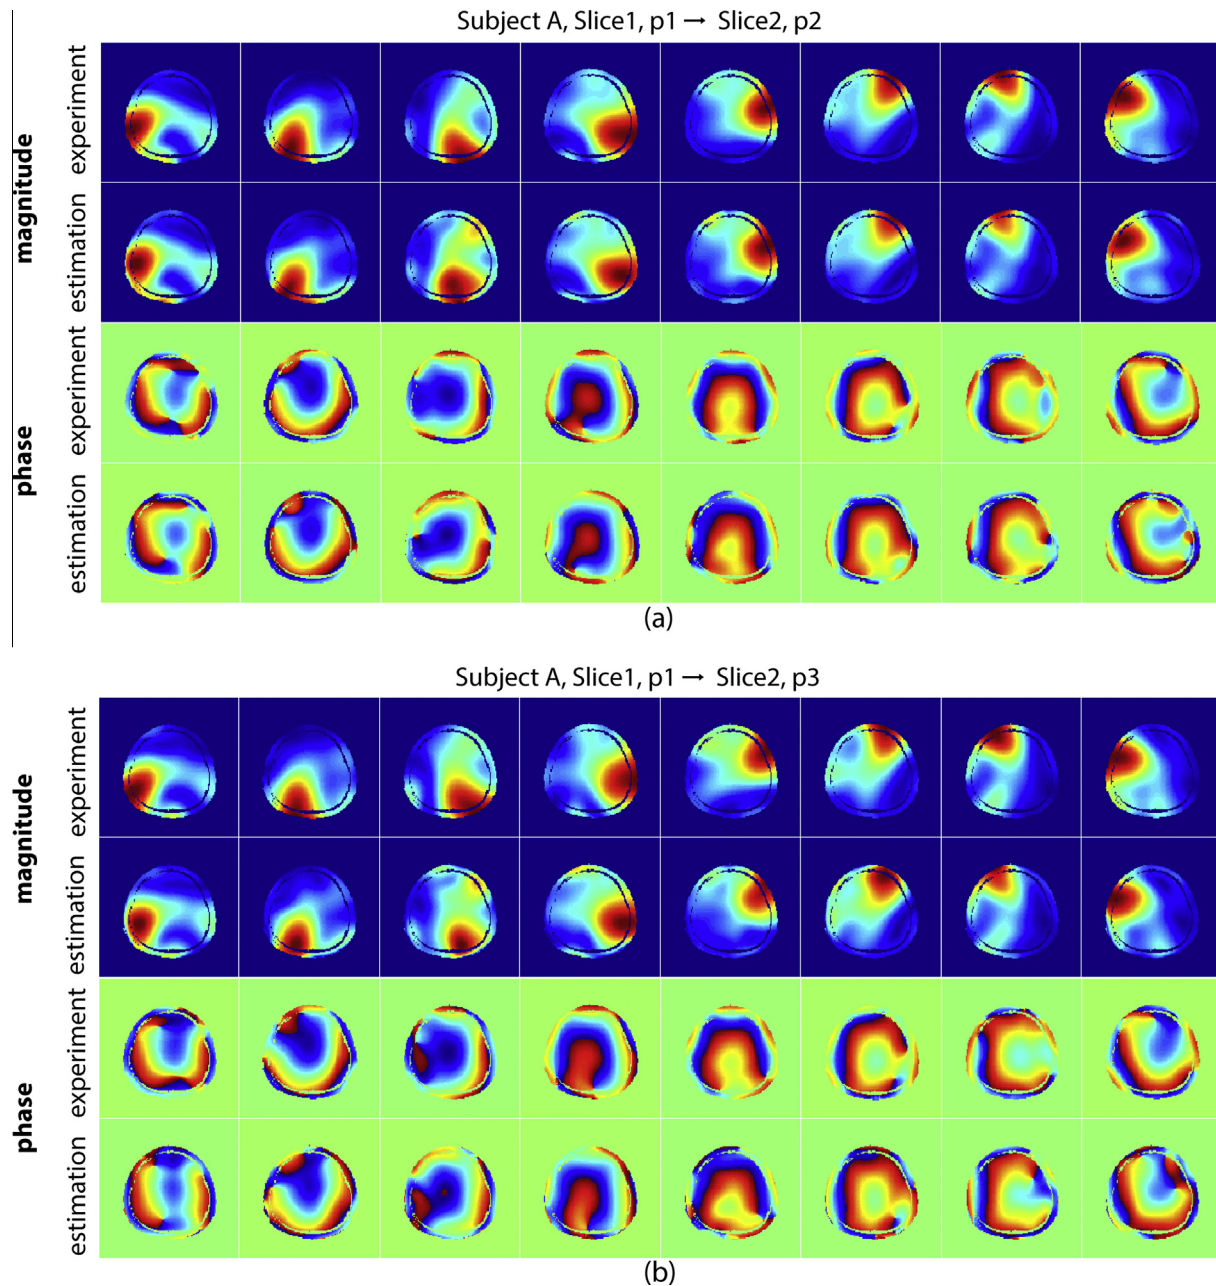 Subject A, Slice1, p1 → Slice2, p2
magnitude
experiment
estimation
phase
experiment
estimation
(a)
Subject A, Slice1, p1 → Slice2, p3
magnitude
experiment
estimation
phase
experiment
estimation
(b)